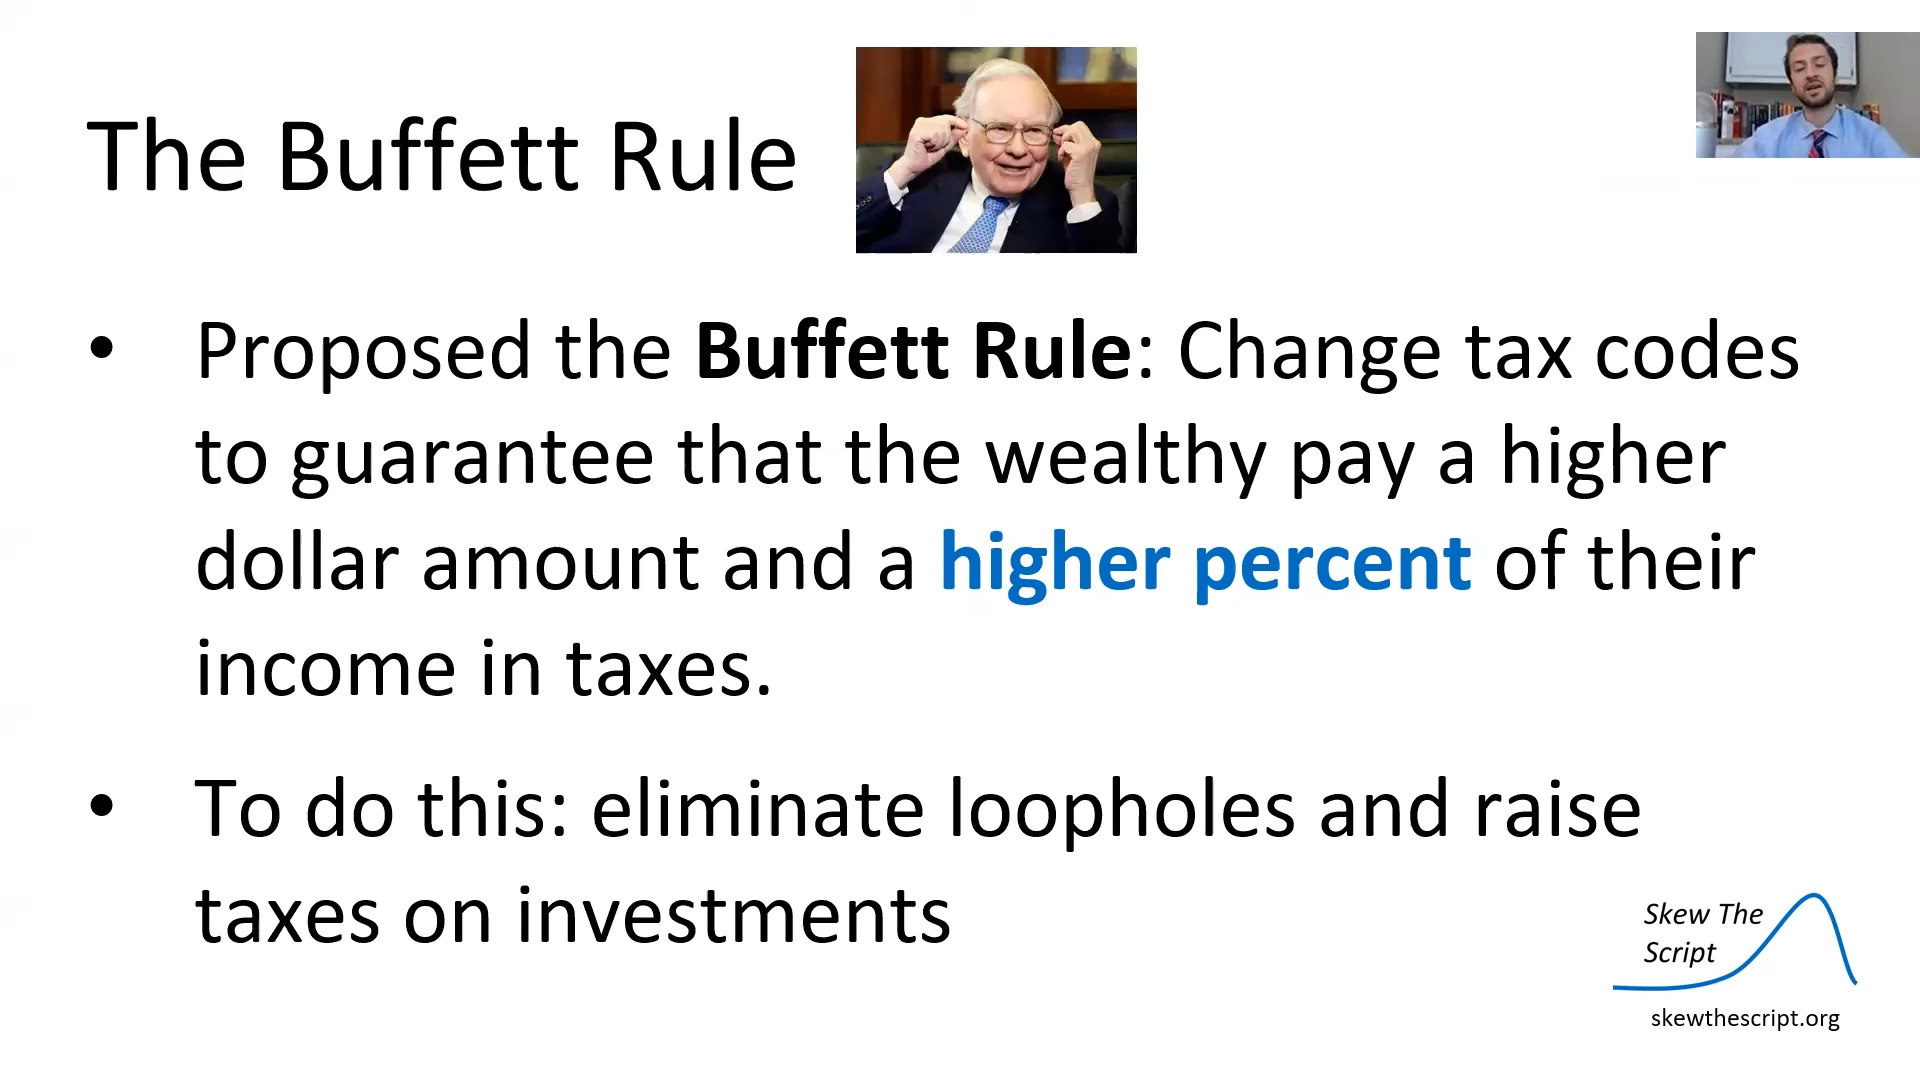 The Buffett Rule
• Proposed the Buffett Rule: Change tax codes
to guarantee that the wealthy pay a higher
dollar amount and a higher percent of their
income in taxes.
• To do this: eliminate loopholes and raise
taxes on investments
Skew The
Script
skewthescript.org